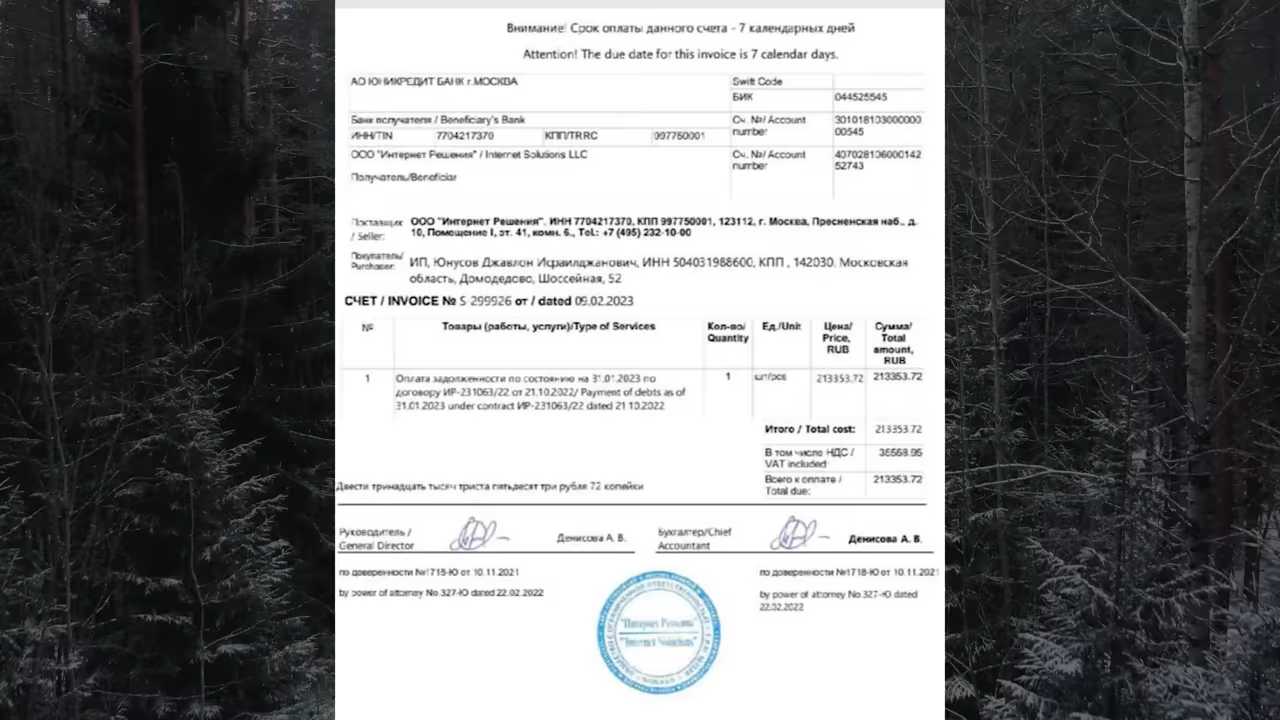 Внимание! Срок оплаты данного счета - 7 календарных дней
Attention! The due date for this invoice is 7 calendar days.
АО ЮНИКРЕДИТ БАНК г.МОСКВА
Swift Code
БИК 044525545
Банк получателя / Beneficiary's Bank
Сч. №/ Account number
30101810300000000545
ИНН/TIN 7704217370 КПП/TRRC 997750001
ООО "Интернет Решения" / Internet Solutions LLC
Сч. №/ Account number
40702810600014252743
Получатель/Beneficiar
Поставщик / Seller:
ООО "Интернет Решения", ИНН 7704217370, КПП 997750001, 123112, г. Москва, Пресненская наб., д.
10, Помещение I, эт. 41, комн. 6., Tel.: +7 (495) 232-10-00
Покупатель/ Purchaser:
ИП, Юнусов Джавлон Исраилджанович, ИНН 504031988600, КПП , 142030, Московская
область, Домодедово, Шоссейная, 52
СЧЕТ / INVOICE № S 299926 от / dated 09.02.2023
№ Товары (работы, услуги)/Type of Services Кол-во/ Quantity Ед./Unit Цена/ Price, RUB Сумма/ Total amount, RUB
1 Оплата задолженности по состоянию на 31.01.2023 по 1 шт/pcs 213353.72 213353.72
договору ИР-231063/22 от 21.10.2022/ Payment of debts as of
31.01.2023 under contract ИР-231063/22 dated 21.10.2022
Итого / Total cost: 213353.72
В том числе НДС / VAT included: 35558.95
Всего к оплате / Total due: 213353.72
Двести тринадцать тысяч триста пятьдесят три рубля 72 копейки
Руководитель / General Director
Денисова А. В.
Бухгалтер/Chief Accountant
Денисова А. В.
по доверенности №1718-Ю от 10.11.2021
by power of attorney No.327-Ю dated 22.02.2022
по доверенности №1718-Ю от 10.11.2021
by power of attorney No.327-Ю dated
22.02.2022
"Интернет Решения"
"Internet Solutions"